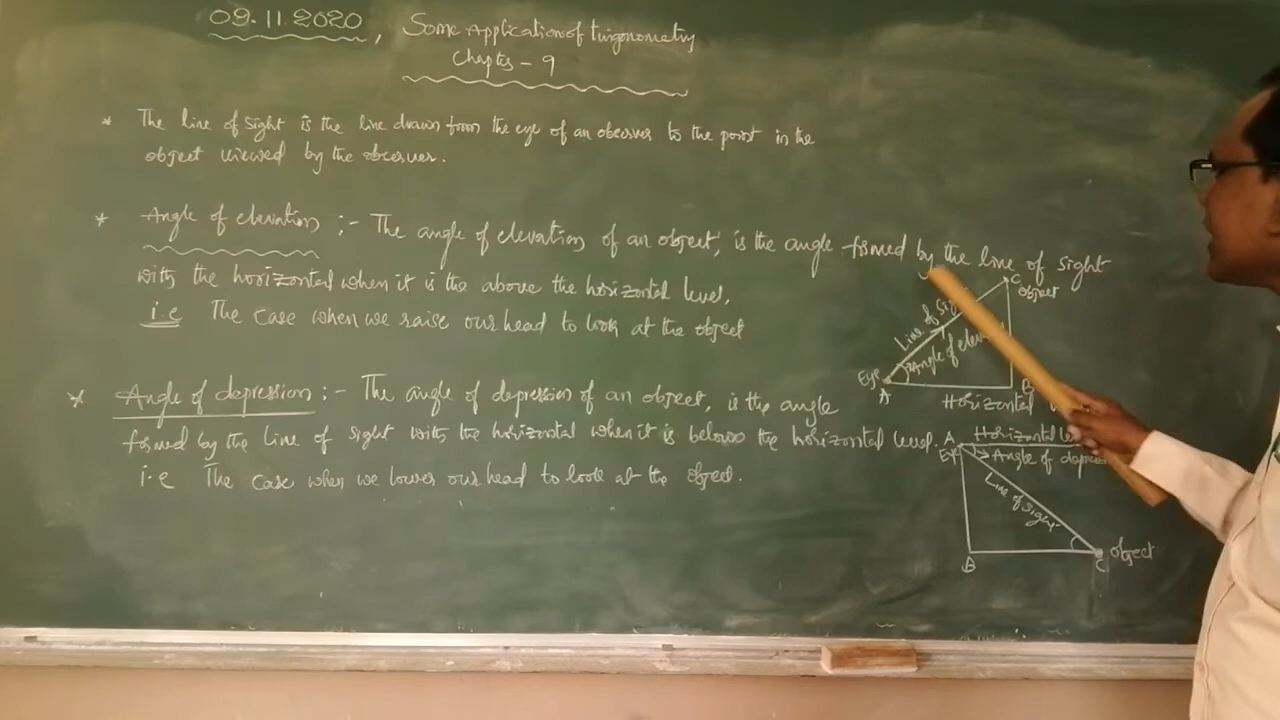 09.11.2020, Some Application of trigonometry
Chapter - 9
* The line of sight is the line drawn from the eye of an observer to the point in the
object viewed by the observer.
* Angle of elevation :- The angle of elevation of an object, is the angle formed by the line of sight
with the horizontal when it is the above the horizontal level,
i.e The case when we raise our head to look at the object
C
object
Line of
Angle of
Eye
A
B
Horizontal
* Angle of depression :- The angle of depression of an object, is the angle
formed by the line of sight with the horizontal when it is below the horizontal level.
i.e The case when we lower our head to look at the object.
A Horizontal
Eye Angle of
Line of sight
object
B
C